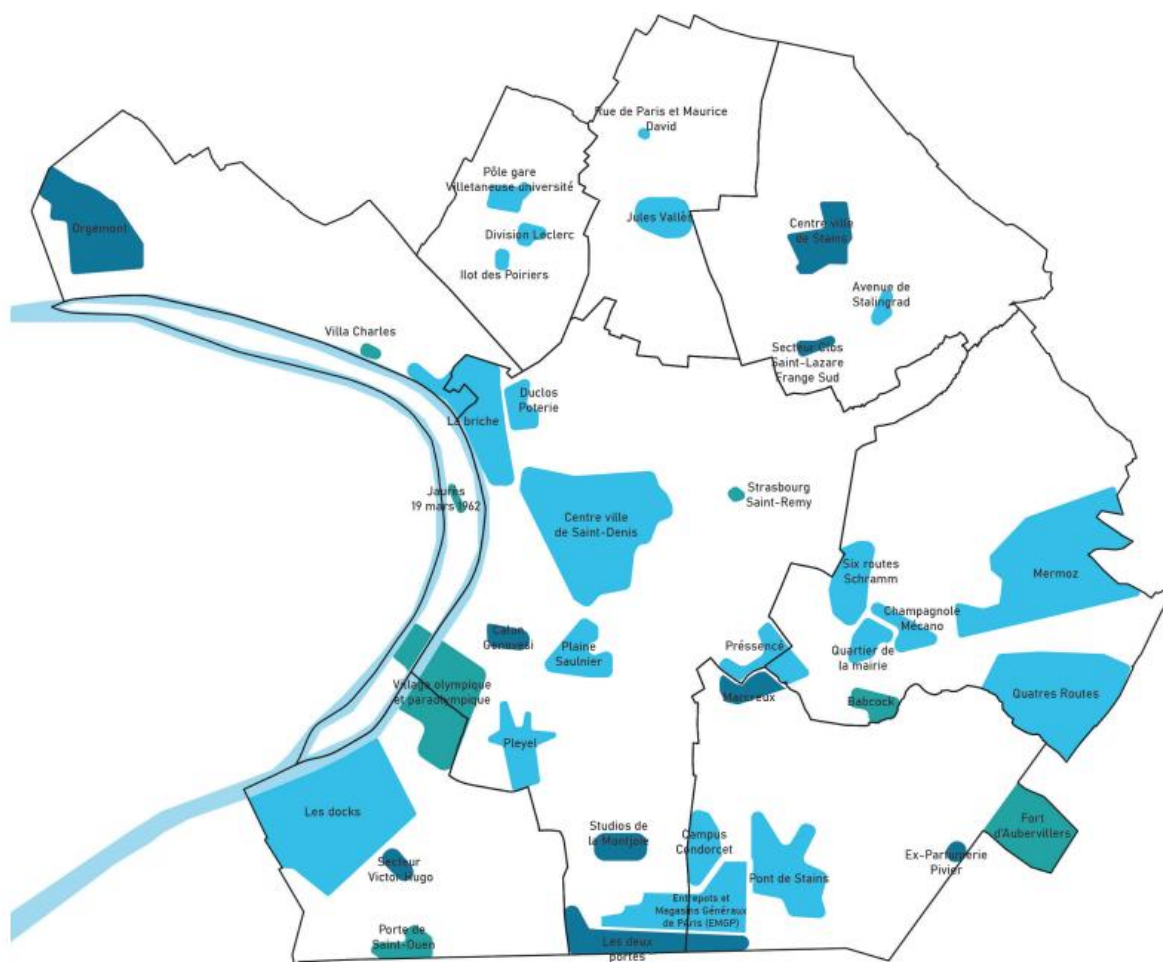 Rue de Paris et Maurice
David
Pôle gare
Villetaneuse université
Jules Vallès
Orgemont
Division Leclerc
Centre ville
de Stains
Ilot des Poiriers
Avenue de
Stalingrad
Villa Charles
Secteur Clos
Saint-Lazare
Frange Sud
Duclos
Poterie
La briche
Jaurès
19 mars 1962
Strasbourg
Saint-Remy
Centre ville
de Saint-Denis
Six routes
Schramm
Mermoz
Champagnole
Mécano
Calon
Genovesi
Plaine
Saulnier
Préssencé
Quartier de
la mairie
Village olympique
et paradlympique
Marcreux
Babcock
Quatres Routes
Pleyel
Les docks
Studios de
la Montjoie
Campus
Condorcet
Fort
d'Aubervillers
Secteur
Victor Hugo
Ex-Parfumerie
Pivier
Pont de Stains
Entrepots et
Magasins Généraux
de PAris (EMGP)
Porte de
Saint-Ouen
Les deux
portes